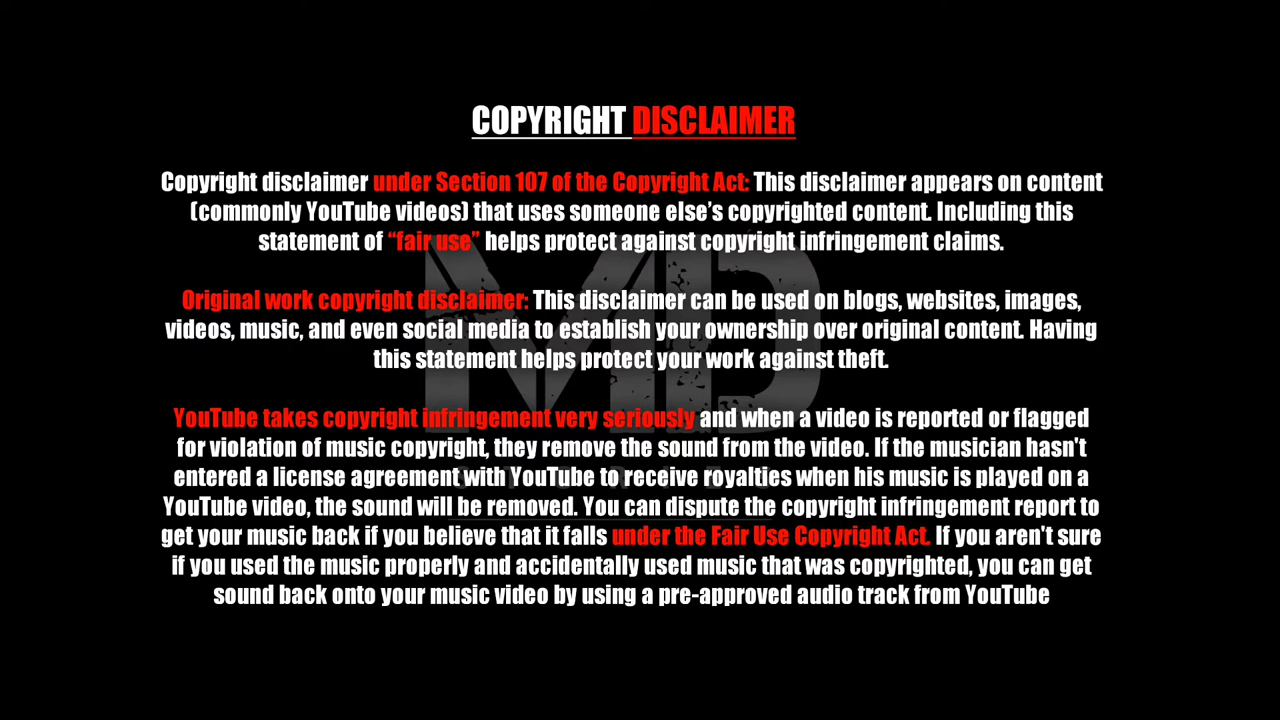 COPYRIGHT DISCLAIMER
Copyright disclaimer under Section 107 of the Copyright Act: This disclaimer appears on content
(commonly YouTube videos) that uses someone else’s copyrighted content. Including this
statement of “fair use” helps protect against copyright infringement claims.
Original work copyright disclaimer: This disclaimer can be used on blogs, websites, images,
videos, music, and even social media to establish your ownership over original content. Having
this statement helps protect your work against theft.
YouTube takes copyright infringement very seriously and when a video is reported or flagged
for violation of music copyright, they remove the sound from the video. If the musician hasn't
entered a license agreement with YouTube to receive royalties when his music is played on a
YouTube video, the sound will be removed. You can dispute the copyright infringement report to
get your music back if you believe that it falls under the Fair Use Copyright Act. If you aren't sure
if you used the music properly and accidentally used music that was copyrighted, you can get
sound back onto your music video by using a pre-approved audio track from YouTube
MD